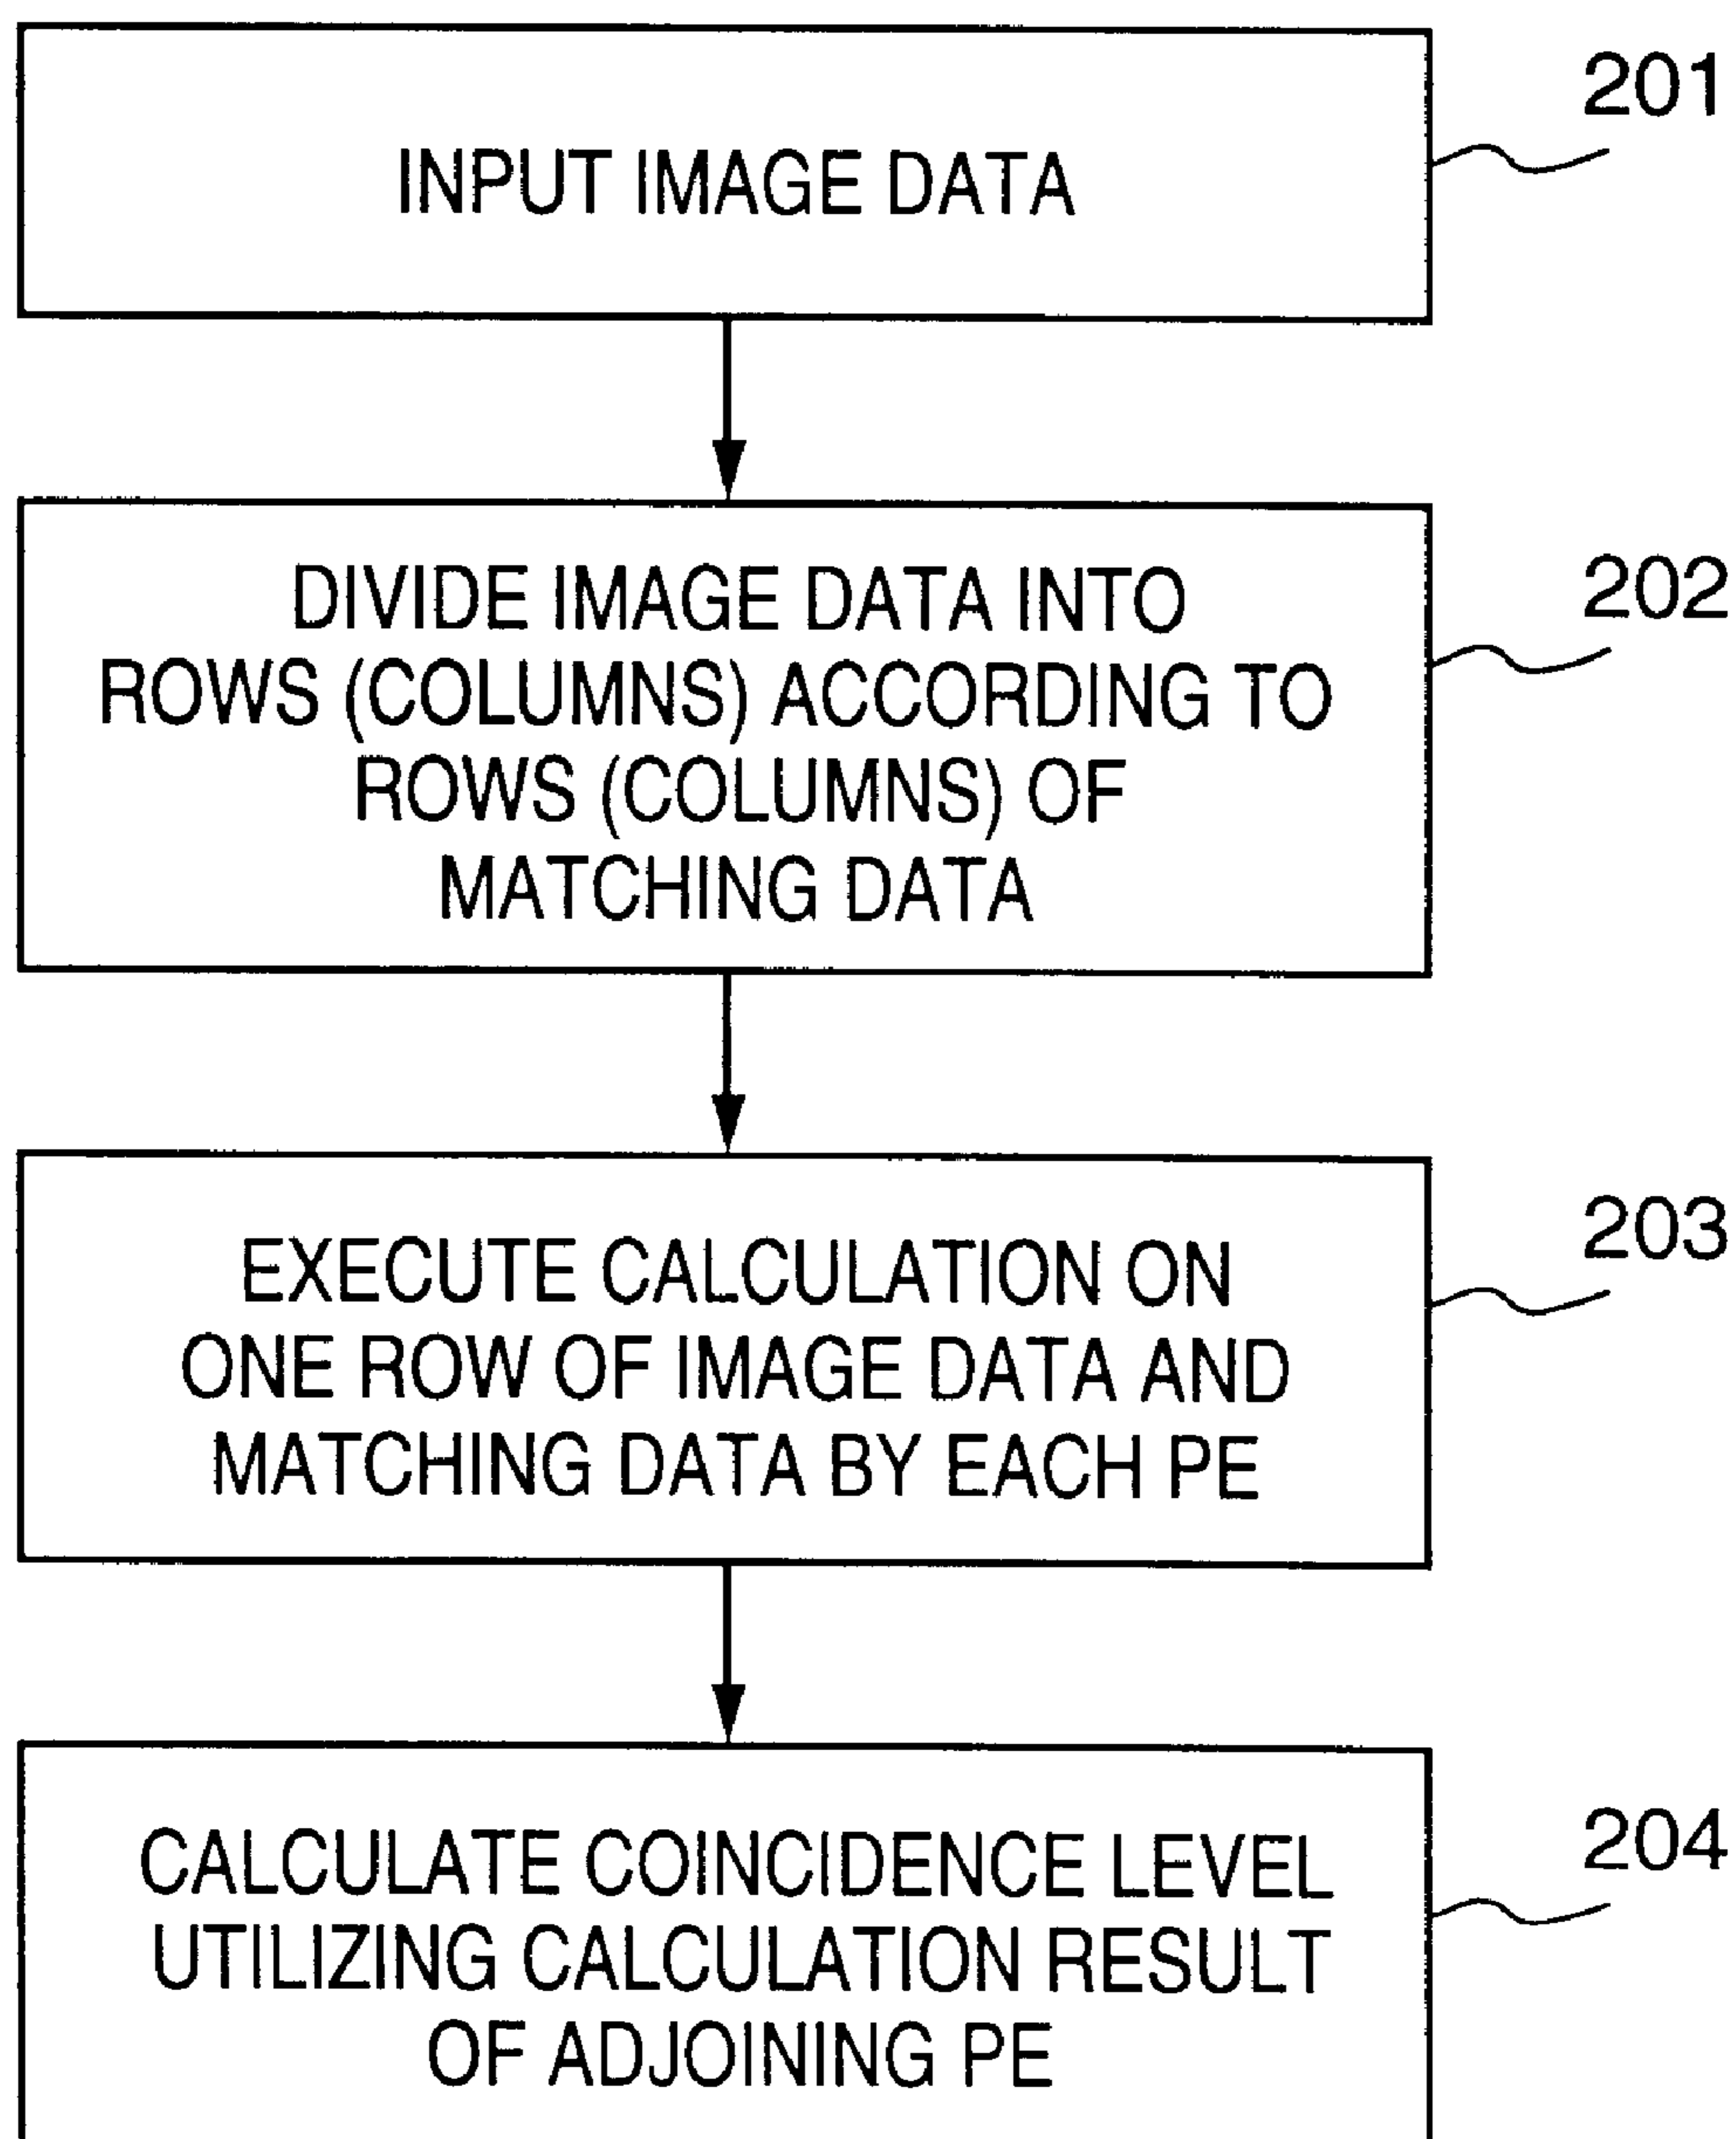 INPUT IMAGE DATA
201
DIVIDE IMAGE DATA INTO
ROWS (COLUMNS) ACCORDING TO
ROWS (COLUMNS) OF
MATCHING DATA
202
EXECUTE CALCULATION ON
ONE ROW OF IMAGE DATA AND
MATCHING DATA BY EACH PE
203
CALCULATE COINCIDENCE LEVEL
UTILIZING CALCULATION RESULT
OF ADJOINING PE
204